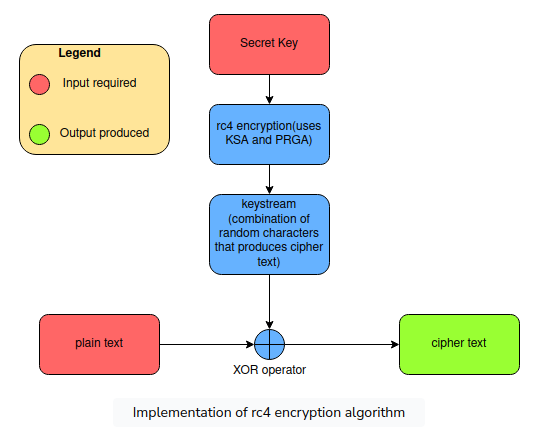 Legend
Input required
Output produced
Secret Key
rc4 encryption(uses
KSA and PRGA)
keystream
(combination of
random characters
that produces cipher
text)
plain text
XOR operator
cipher text
Implementation of rc4 encryption algorithm